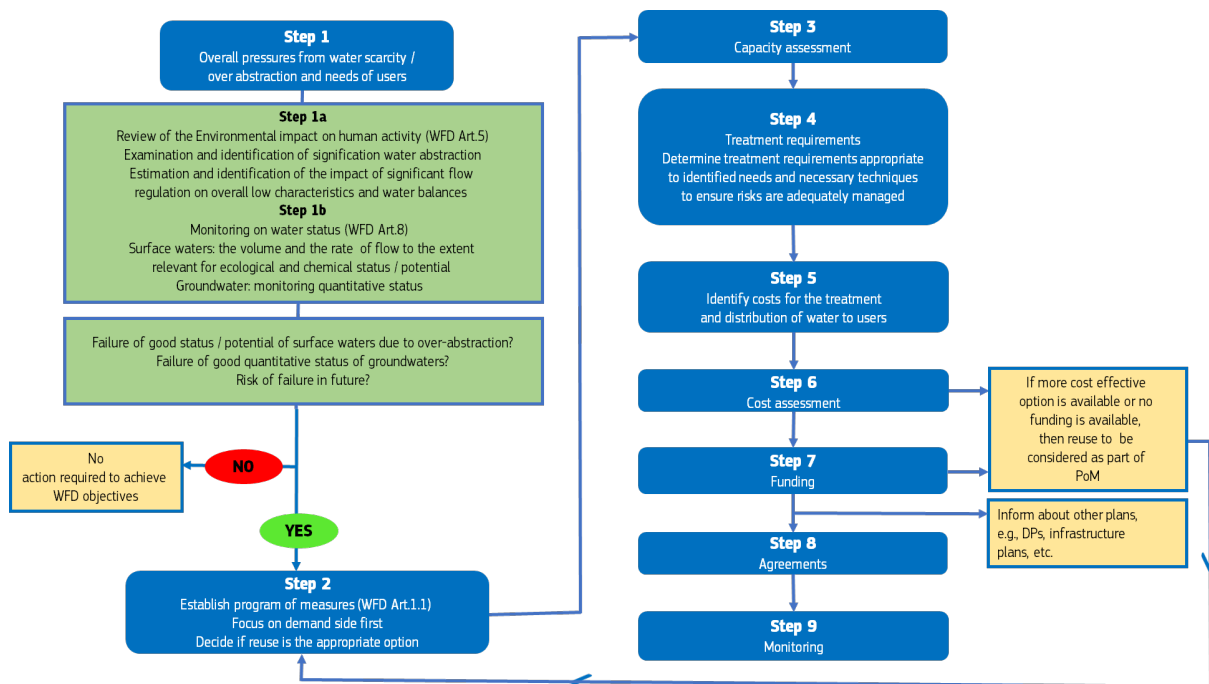 Step 1
Overall pressures from water scarcity /
over abstraction and needs of users
Step 1a
Review of the Environmental impact on human activity (WFD Art.5)
Examination and identification of signification water abstraction
Estimation and identification of the impact of significant flow
regulation on overall low characteristics and water balances
Step 1b
Monitoring on water status (WFD Art.8)
Surface waters: the volume and the rate of flow to the extent
relevant for ecological and chemical status / potential
Groundwater: monitoring quantitative status
Failure of good status / potential of surface waters due to over-abstraction?
Failure of good quantitative status of groundwaters?
Risk of failure in future?
NO
No
action required to achieve
WFD objectives
YES
Step 2
Establish program of measures (WFD Art.1.1)
Focus on demand side first
Decide if reuse is the appropriate option
Step 3
Capacity assessment
Step 4
Treatment requirements
Determine treatment requirements appropriate
to identified needs and necessary techniques
to ensure risks are adequately managed
Step 5
Identify costs for the treatment
and distribution of water to users
Step 6
Cost assessment
If more cost effective
option is available or no
funding is available,
then reuse to be
considered as part of
PoM
Step 7
Funding
Inform about other plans,
e.g., DPs, infrastructure
plans, etc.
Step 8
Agreements
Step 9
Monitoring